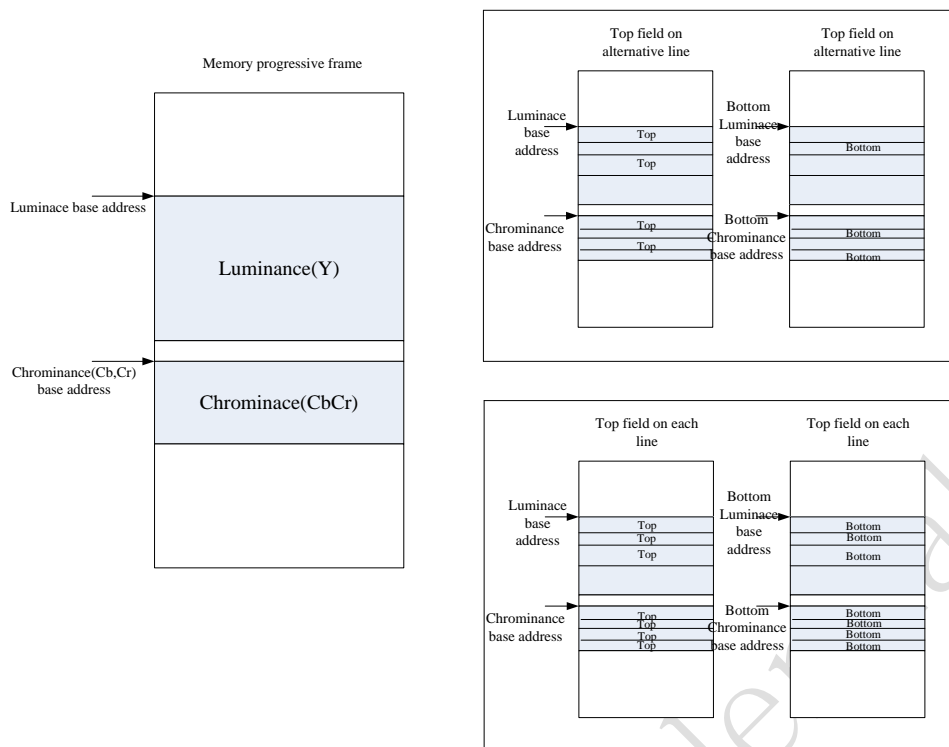 Memory progressive frame
Luminace base address
Luminance(Y)
Chrominance(Cb,Cr)
base address
Chrominace(CbCr)
Top field on
alternative line
Luminace
base
address
Top
Top
Chrominance
base address
Top
Top
Top field on
alternative line
Bottom
Luminace
base
address
Bottom
Bottom
Chrominance
base address
Bottom
Bottom
Top field on each
line
Luminace
base
address
Top
Top
Top
Chrominance
base address
Top
Top
Top
Top
Top field on each
line
Bottom
Luminace
base
address
Bottom
Bottom
Bottom
Bottom
Chrominance
base address
Bottom
Bottom
Bottom
Bottom